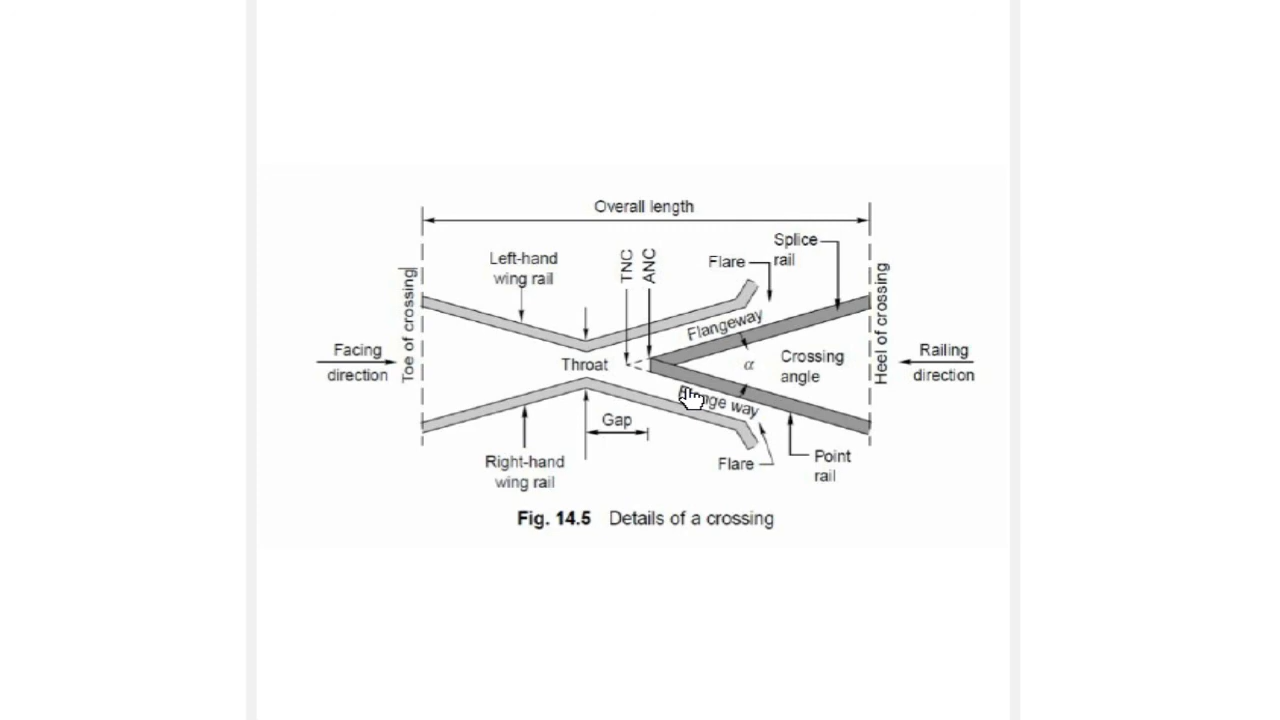 Overall length
Splice
rail
Flare
Left-hand
wing rail
TNC
ANC
Toe of crossing
Flangeway
Heel of crossing
Facing
direction
Throat
α
Crossing
angle
Railing
direction
way
Gap
Right-hand
wing rail
Flare
Point
rail
Fig. 14.5 Details of a crossing